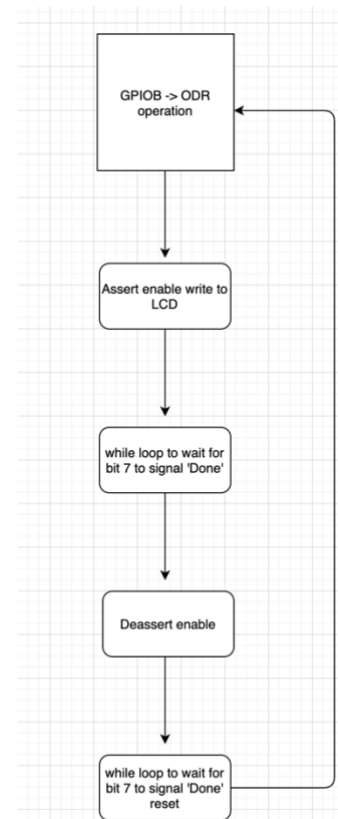 GPIOB -> ODR
operation
Assert enable write to
LCD
while loop to wait for
bit 7 to signal 'Done'
Deassert enable
while loop to wait for
bit 7 to signal 'Done'
reset